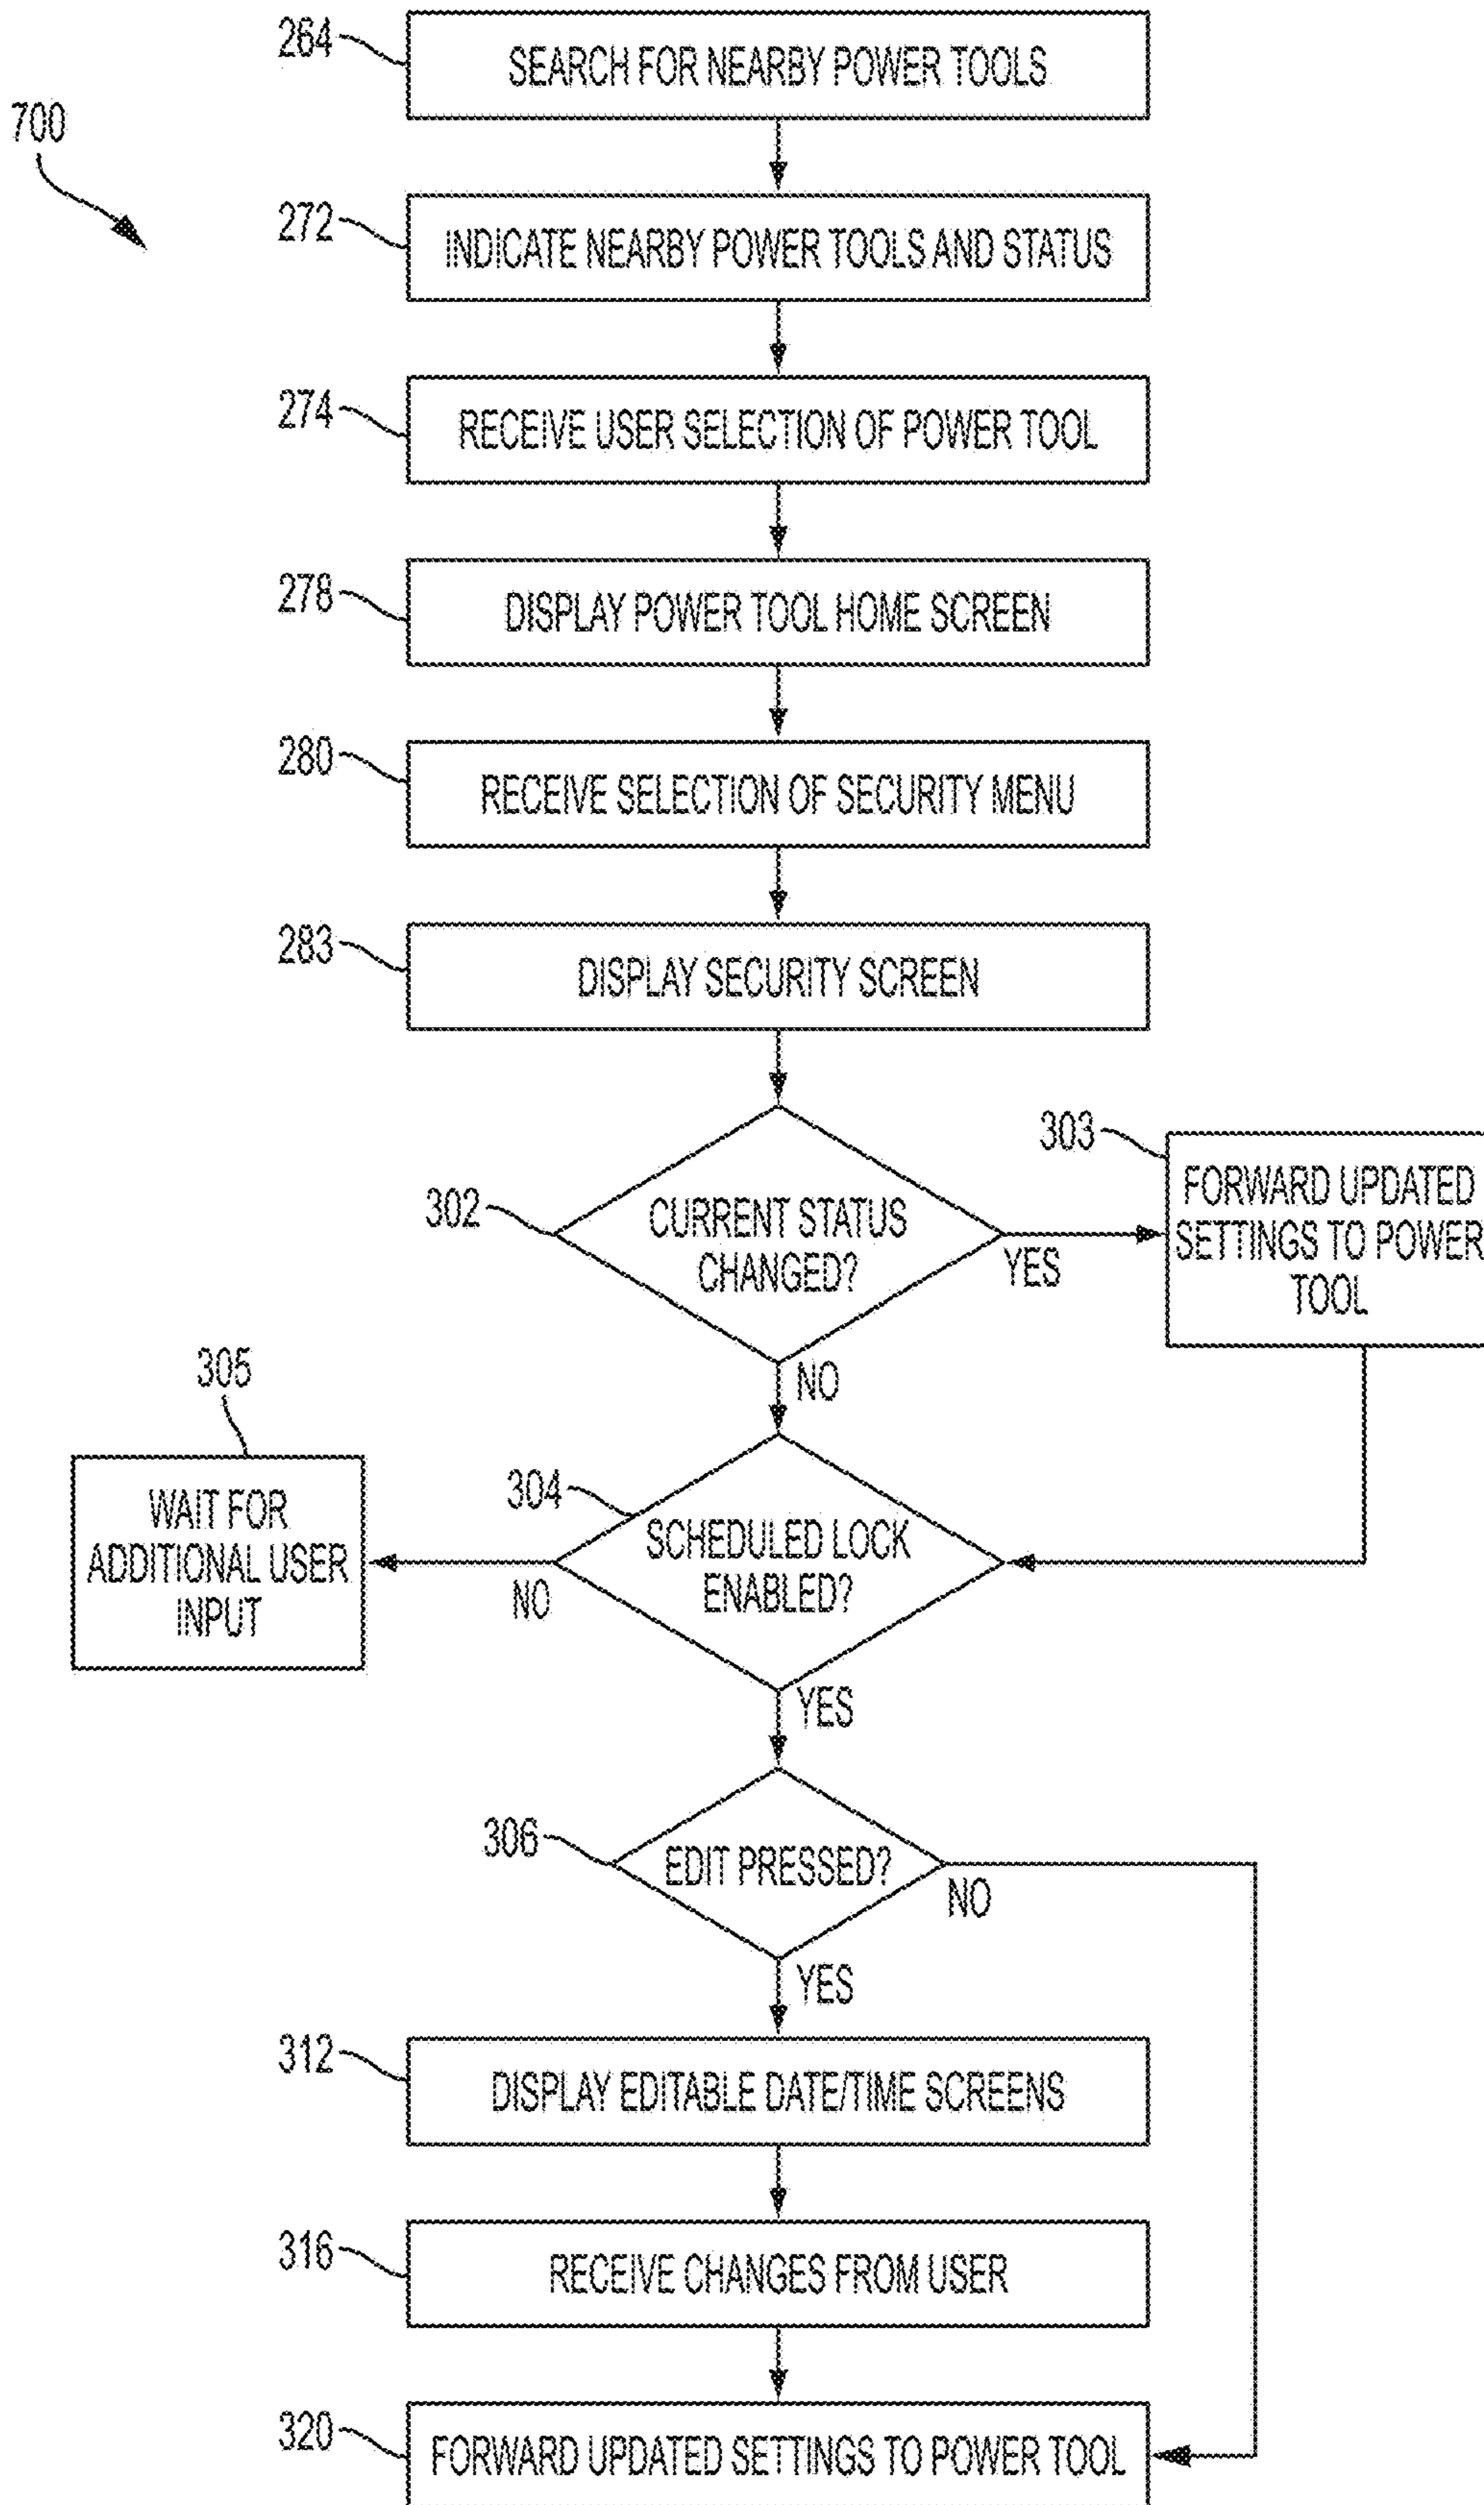 264
SEARCH FOR NEARBY POWER TOOLS
700
272
INDICATE NEARBY POWER TOOLS AND STATUS
274
RECEIVE USER SELECTION OF POWER TOOL
278
DISPLAY POWER TOOL HOME SCREEN
280
RECEIVE SELECTION OF SECURITY MENU
283
DISPLAY SECURITY SCREEN
302
CURRENT STATUS
CHANGED?
YES
NO
303
FORWARD UPDATED
SETTINGS TO POWER
TOOL
304
SCHEDULED LOCK
ENABLED?
NO
YES
305
WAIT FOR
ADDITIONAL USER
INPUT
306
EDIT PRESSED?
NO
YES
312
DISPLAY EDITABLE DATE/TIME SCREENS
316
RECEIVE CHANGES FROM USER
320
FORWARD UPDATED SETTINGS TO POWER TOOL